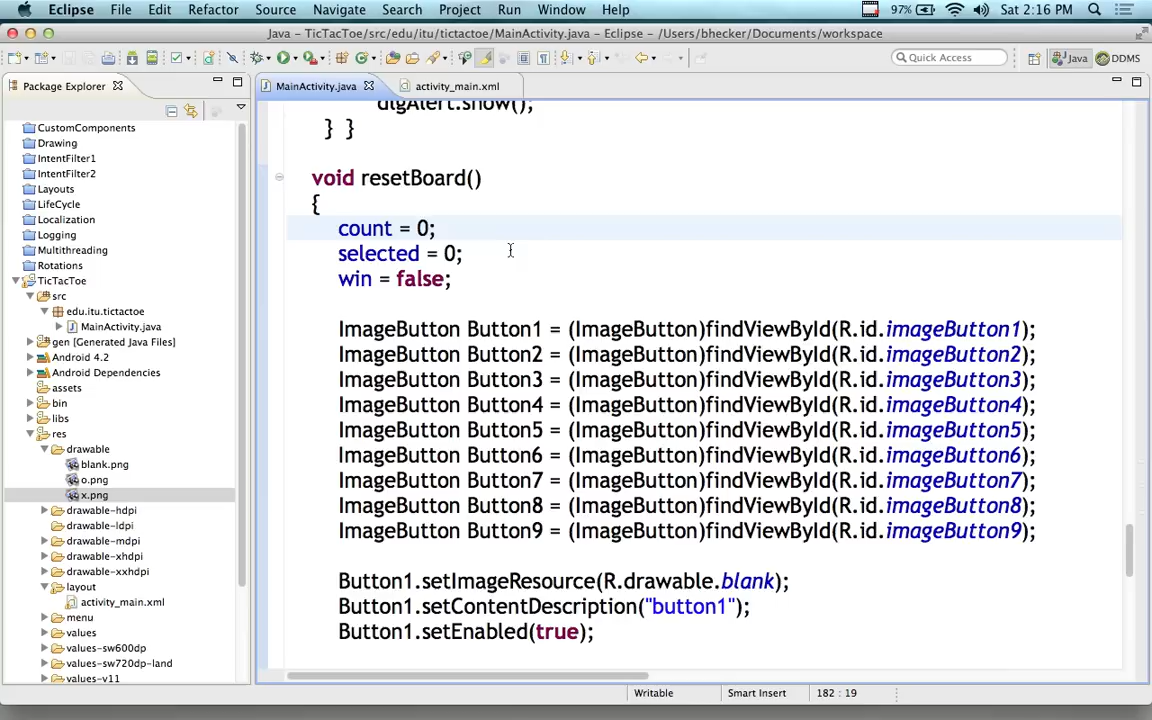 Eclipse File Edit Refactor Source Navigate Search Project Run Window Help 97% Sat 2:16 PM
Java – TicTacToe/src/edu/itu/tictactoe/MainActivity.java – Eclipse – /Users/bhecker/Documents/workspace
Quick Access Java DDMS
Package Explorer MainActivity.java activity_main.xml
CustomComponents
Drawing
IntentFilter1
IntentFilter2
Layouts
LifeCycle
Localization
Logging
Multithreading
Rotations
TicTacToe
src
edu.itu.tictactoe
MainActivity.java
gen [Generated Java Files]
Android 4.2
Android Dependencies
assets
bin
libs
res
drawable
blank.png
o.png
x.png
drawable-hdpi
drawable-ldpi
drawable-mdpi
drawable-xhdpi
drawable-xxhdpi
layout
activity_main.xml
menu
values
values-sw600dp
values-sw720dp-land
values-v11
dlgAlert.show();
} }
void resetBoard()
{
count = 0;
selected = 0;
win = false;
ImageButton Button1 = (ImageButton)findViewById(R.id.imageButton1);
ImageButton Button2 = (ImageButton)findViewById(R.id.imageButton2);
ImageButton Button3 = (ImageButton)findViewById(R.id.imageButton3);
ImageButton Button4 = (ImageButton)findViewById(R.id.imageButton4);
ImageButton Button5 = (ImageButton)findViewById(R.id.imageButton5);
ImageButton Button6 = (ImageButton)findViewById(R.id.imageButton6);
ImageButton Button7 = (ImageButton)findViewById(R.id.imageButton7);
ImageButton Button8 = (ImageButton)findViewById(R.id.imageButton8);
ImageButton Button9 = (ImageButton)findViewById(R.id.imageButton9);
Button1.setImageResource(R.drawable.blank);
Button1.setContentDescription("button1");
Button1.setEnabled(true);
Writable Smart Insert 182 : 19